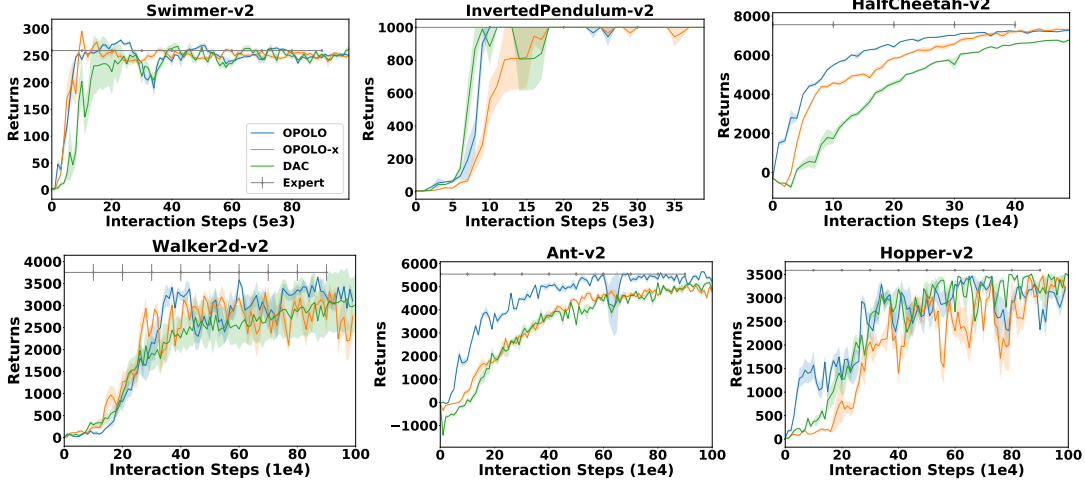 Swimmer-v2
300
250
200
150
100
50
0
Returns
0 20 40 60 80
Interaction Steps (5e3)
OPOLO
OPOLO-x
DAC
Expert
InvertedPendulum-v2
1000
800
600
400
200
0
Returns
0 5 10 15 20 25 30 35
Interaction Steps (5e3)
HalfCheetah-v2
8000
6000
4000
2000
0
Returns
10 20 30 40
Interaction Steps (1e4)
Walker2d-v2
4000
3500
3000
2500
2000
1500
1000
500
0
Returns
0 20 40 60 80 100
Interaction Steps (1e4)
Ant-v2
6000
5000
4000
3000
2000
1000
0
−1000
Returns
0 20 40 60 80 100
Interaction Steps (1e4)
Hopper-v2
3500
3000
2500
2000
1500
1000
500
0
Returns
0 20 40 60 80 100
Interaction Steps (1e4)